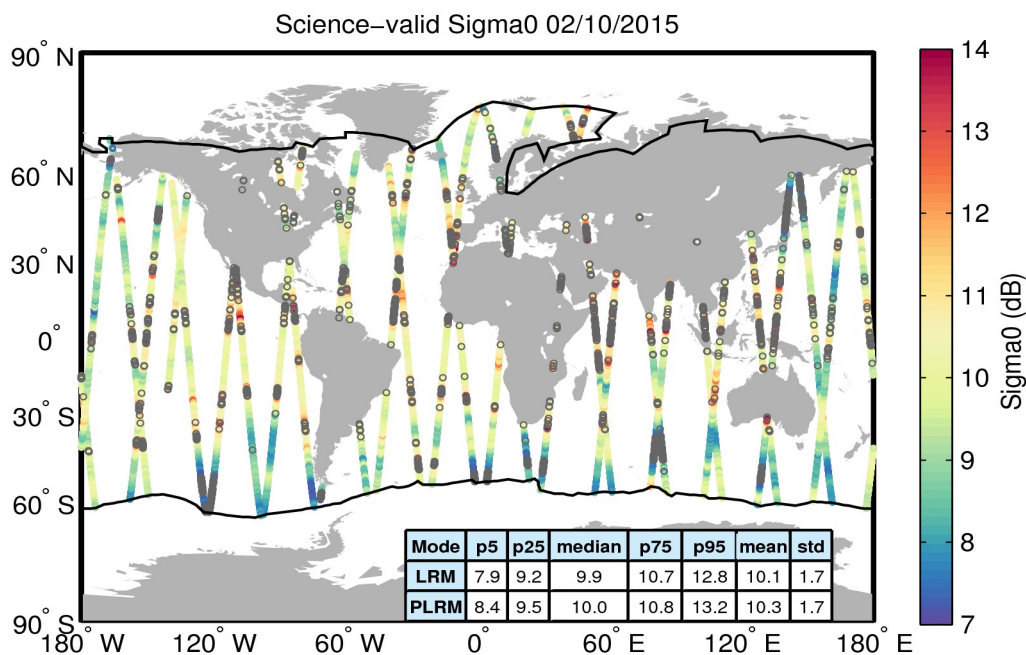 Science−valid Sigma0 02/10/2015
90° N
60° N
30° N
0°
30° S
60° S
90° S
180° W 120° W 60° W 0° 60° E 120° E 180° E
14
13
12
11
10
9
8
7
Sigma0 (dB)
Mode p5 p25 median p75 p95 mean std
LRM 7.9 9.2 9.9 10.7 12.8 10.1 1.7
PLRM 8.4 9.5 10.0 10.8 13.2 10.3 1.7